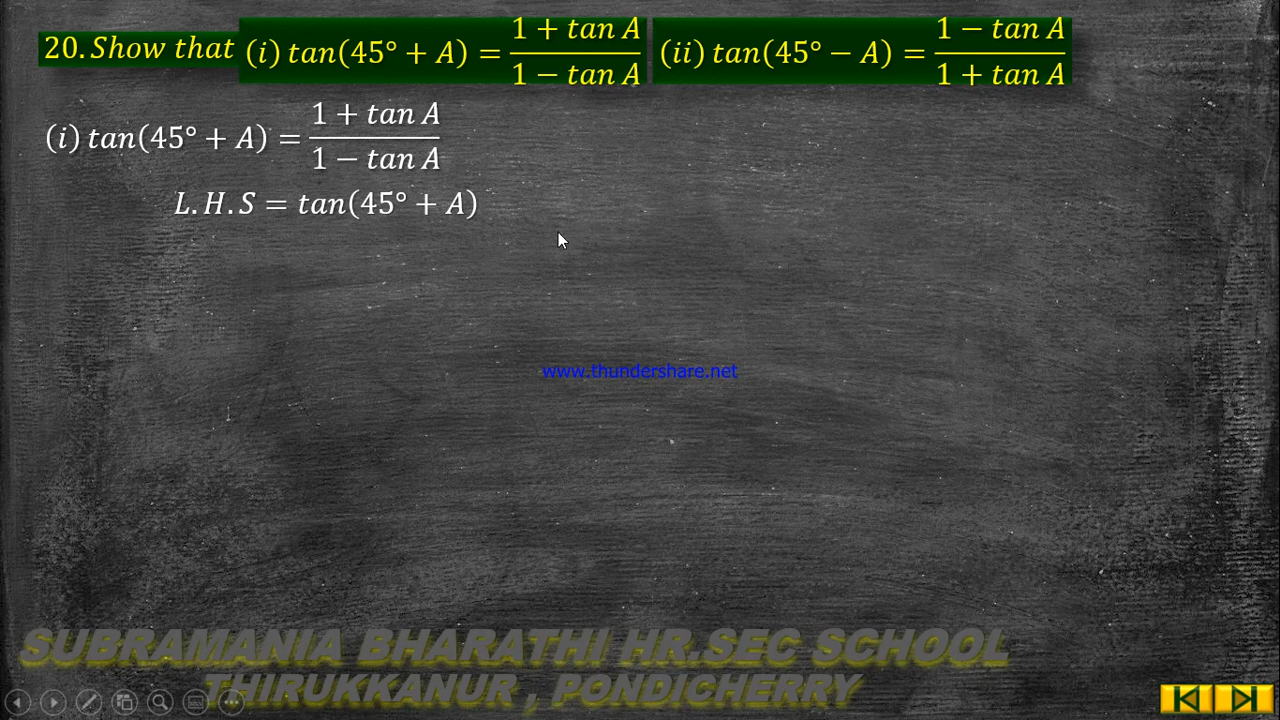 20. Show that (i) tan(45° + A) = (1 + tan A)/(1 − tan A) (ii) tan(45° − A) = (1 − tan A)/(1 + tan A)
(i) tan(45° + A) = (1 + tan A)/(1 − tan A)
L.H.S = tan(45° + A)
www.thundershare.net
SUBRAMANIA BHARATHI HR.SEC SCHOOL
THIRUKKANUR , PONDICHERRY